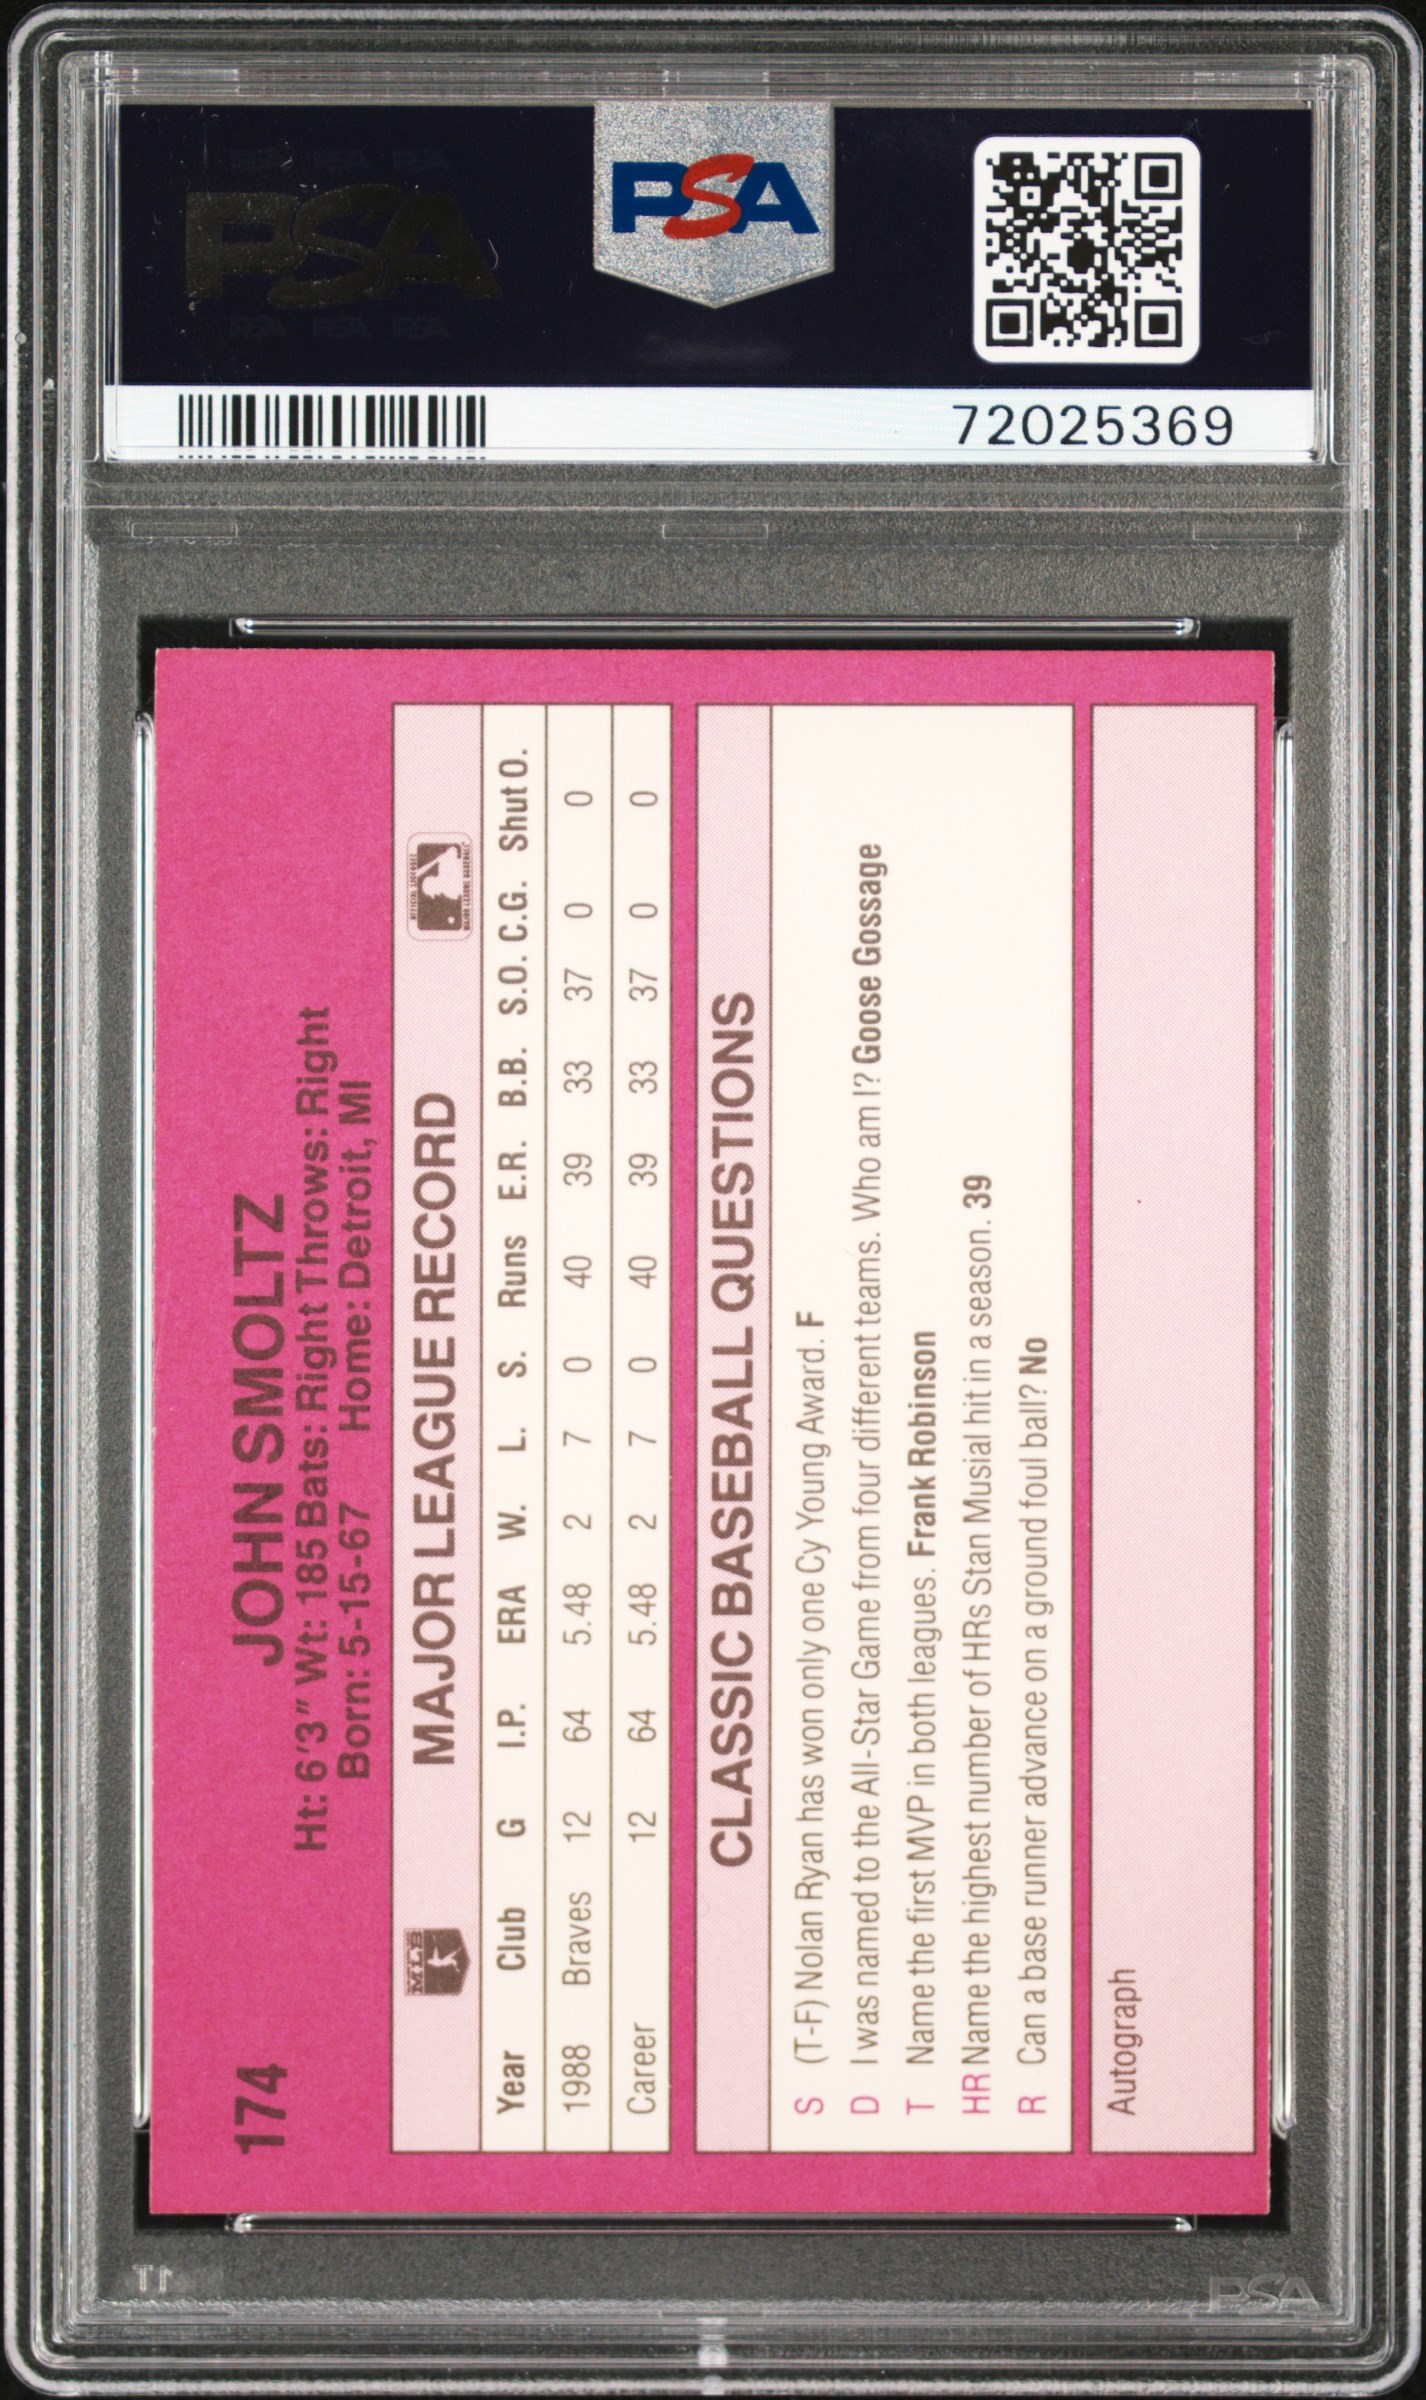 PSA
PSA
72025369
174
JOHN SMOLTZ
Ht: 6'3" Wt: 185 Bats: Right Throws: Right
Born: 5-15-67 Home: Detroit, MI
MLB
MAJOR LEAGUE RECORD
OFFICIAL LICENSEE
MAJOR LEAGUE BASEBALL
Year Club G I.P. ERA W. L. S. Runs E.R. B.B. S.O. C.G. Shut O.
1988 Braves 12 64 5.48 2 7 0 40 39 33 37 0 0
Career 12 64 5.48 2 7 0 40 39 33 37 0 0
CLASSIC BASEBALL QUESTIONS
S (T-F) Nolan Ryan has won only one Cy Young Award. F
D I was named to the All-Star Game from four different teams. Who am I? Goose Gossage
T Name the first MVP in both leagues. Frank Robinson
HR Name the highest number of HRs Stan Musial hit in a season. 39
R Can a base runner advance on a ground foul ball? No
Autograph
PSA